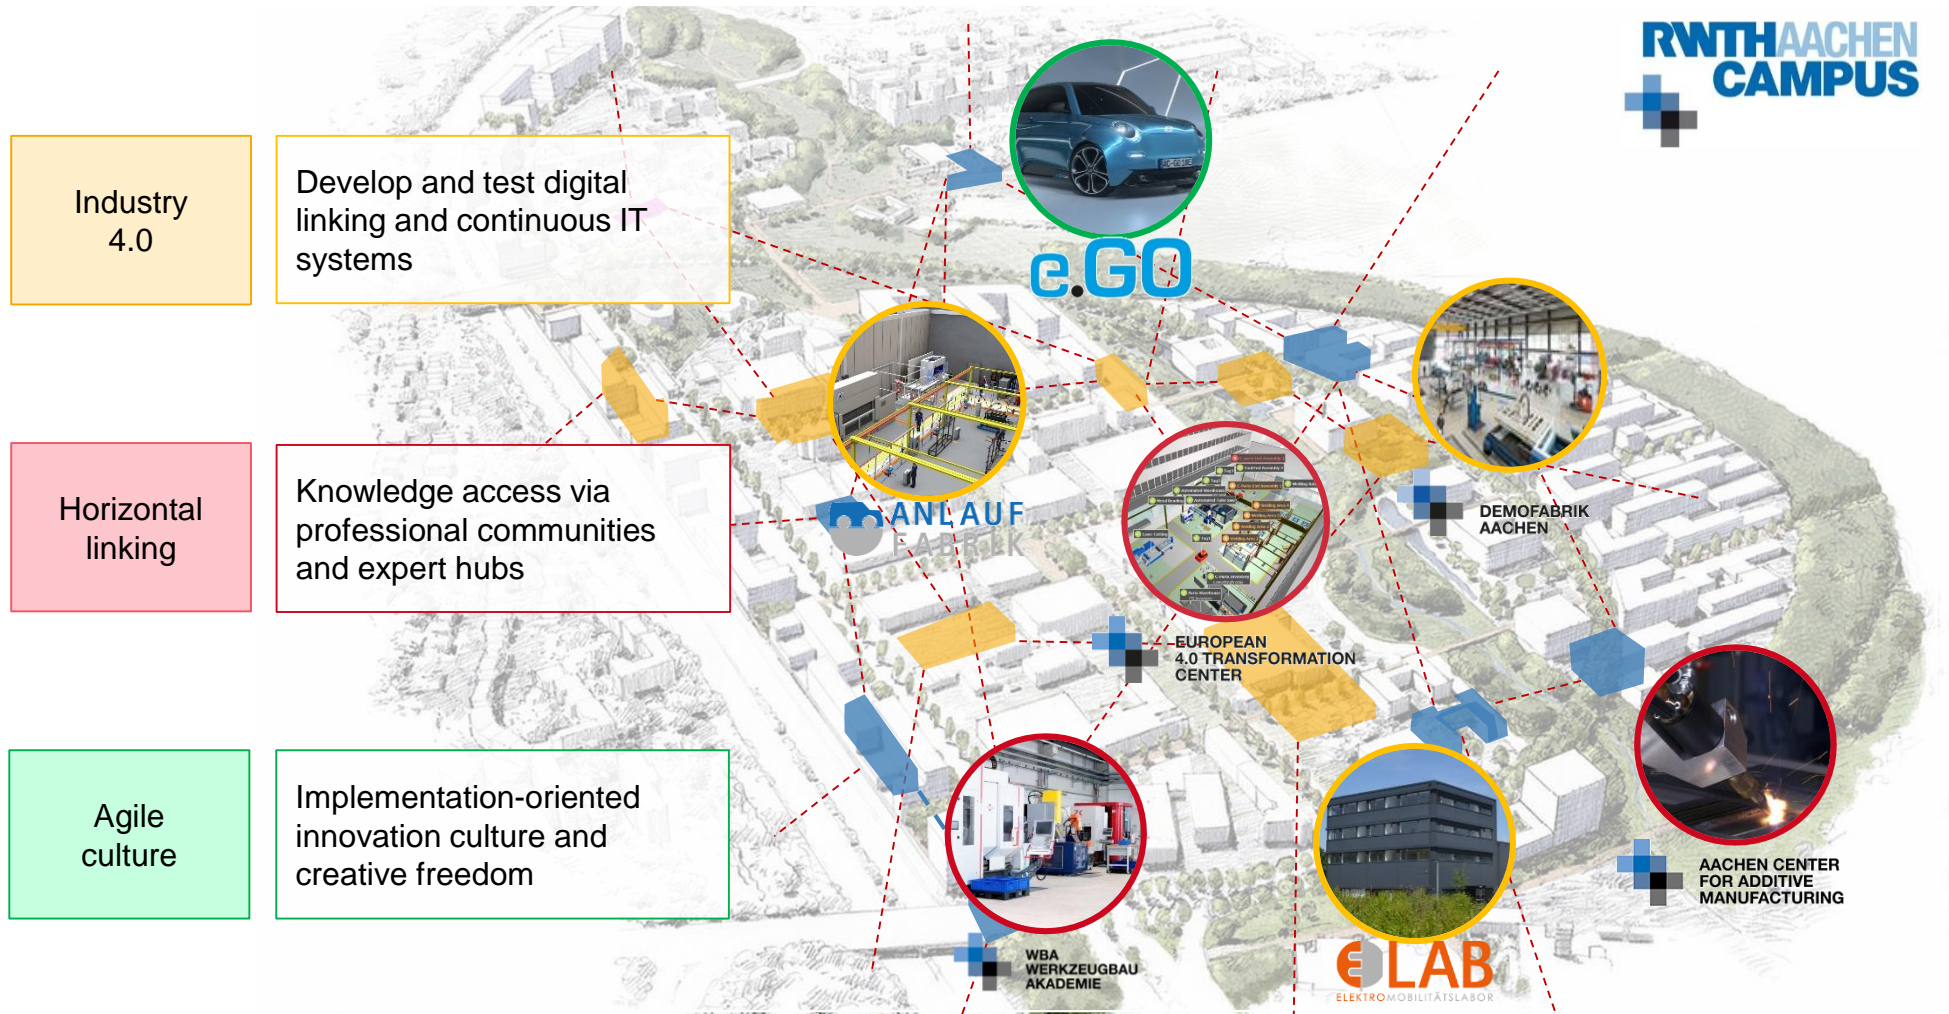 RWTHAACHEN
CAMPUS
Industry
4.0
Develop and test digital
linking and continuous IT
systems
e.GO
Horizontal
linking
Knowledge access via
professional communities
and expert hubs
ANLAUF
FABRIK
DEMOFABRIK
AACHEN
EUROPEAN
4.0 TRANSFORMATION
CENTER
Agile
culture
Implementation-oriented
innovation culture and
creative freedom
WBA
WERKZEUGBAU
AKADEMIE
eLAB
ELEKTROMOBILITÄTSLABOR
AACHEN CENTER
FOR ADDITIVE
MANUFACTURING